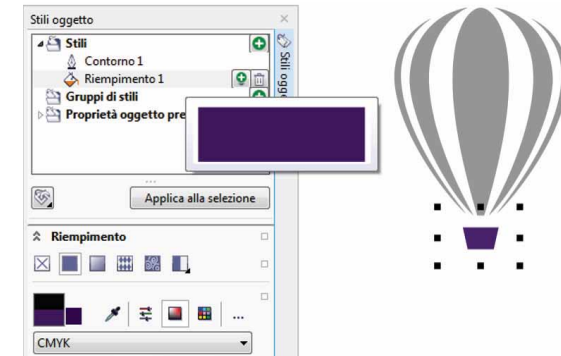 Stili oggetto
Stili
Contorno 1
Riempimento 1
Gruppi di stili
Proprietà oggetto pre
Stili ogge
Applica alla selezione
Riempimento
CMYK